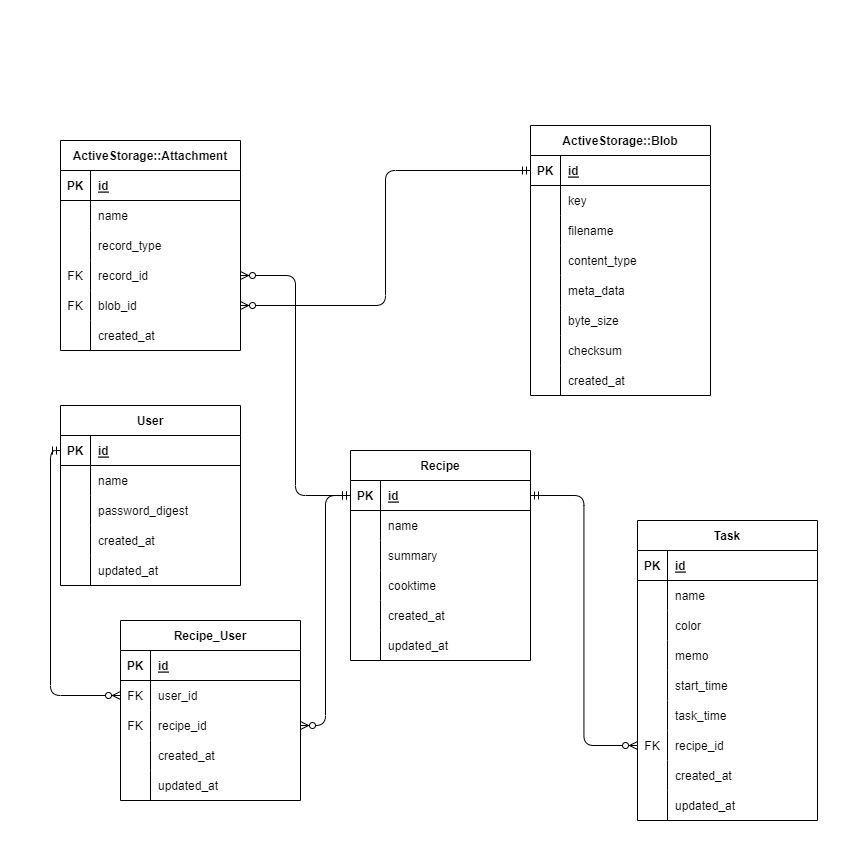 ActiveStorage::Attachment
PK id
name
record_type
FK record_id
FK blob_id
created_at
ActiveStorage::Blob
PK id
key
filename
content_type
meta_data
byte_size
checksum
created_at
User
PK id
name
password_digest
created_at
updated_at
Recipe
PK id
name
summary
cooktime
created_at
updated_at
Task
PK id
name
color
memo
start_time
task_time
FK recipe_id
created_at
updated_at
Recipe_User
PK id
FK user_id
FK recipe_id
created_at
updated_at